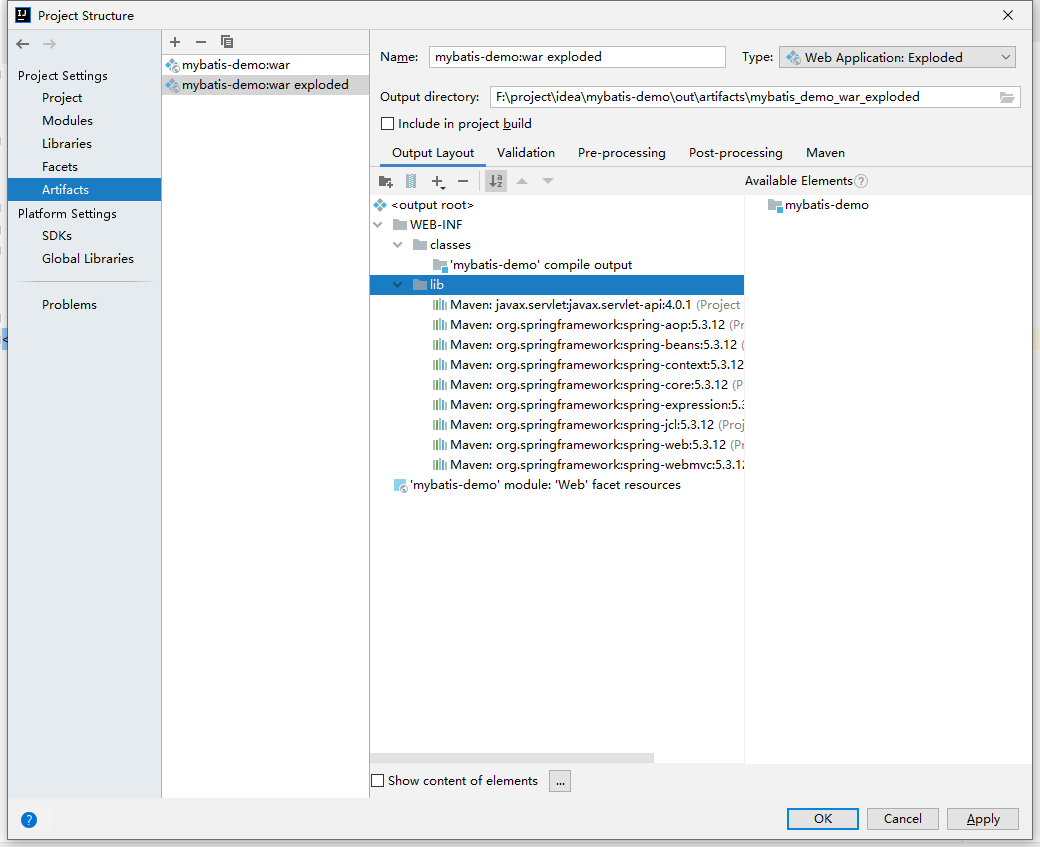 Project Structure
Project Settings
Project
Modules
Libraries
Facets
Artifacts
Platform Settings
SDKs
Global Libraries
Problems
mybatis-demo:war
mybatis-demo:war exploded
Name: mybatis-demo:war exploded Type: Web Application: Exploded
Output directory: F:\project\idea\mybatis-demo\out\artifacts\mybatis_demo_war_exploded
Include in project build
Output Layout Validation Pre-processing Post-processing Maven
Available Elements ?
<output root>
WEB-INF
classes
'mybatis-demo' compile output
lib
Maven: javax.servlet:javax.servlet-api:4.0.1 (Project
Maven: org.springframework:spring-aop:5.3.12 (Pr
Maven: org.springframework:spring-beans:5.3.12 (
Maven: org.springframework:spring-context:5.3.12
Maven: org.springframework:spring-core:5.3.12 (P
Maven: org.springframework:spring-expression:5.3
Maven: org.springframework:spring-jcl:5.3.12 (Proj
Maven: org.springframework:spring-web:5.3.12 (Pr
Maven: org.springframework:spring-webmvc:5.3.12
'mybatis-demo' module: 'Web' facet resources
mybatis-demo
Show content of elements ...
? OK Cancel Apply